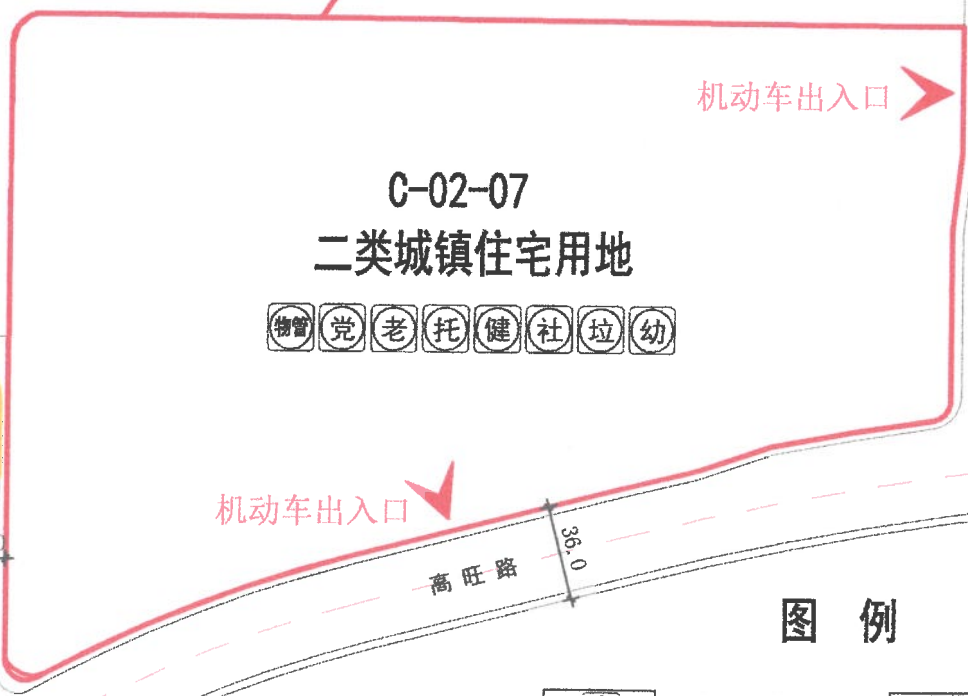 机动车出入口
C-02-07
二类城镇住宅用地
物管 党 老 托 健 社 垃 幼
机动车出入口
36.0
高旺路
图 例